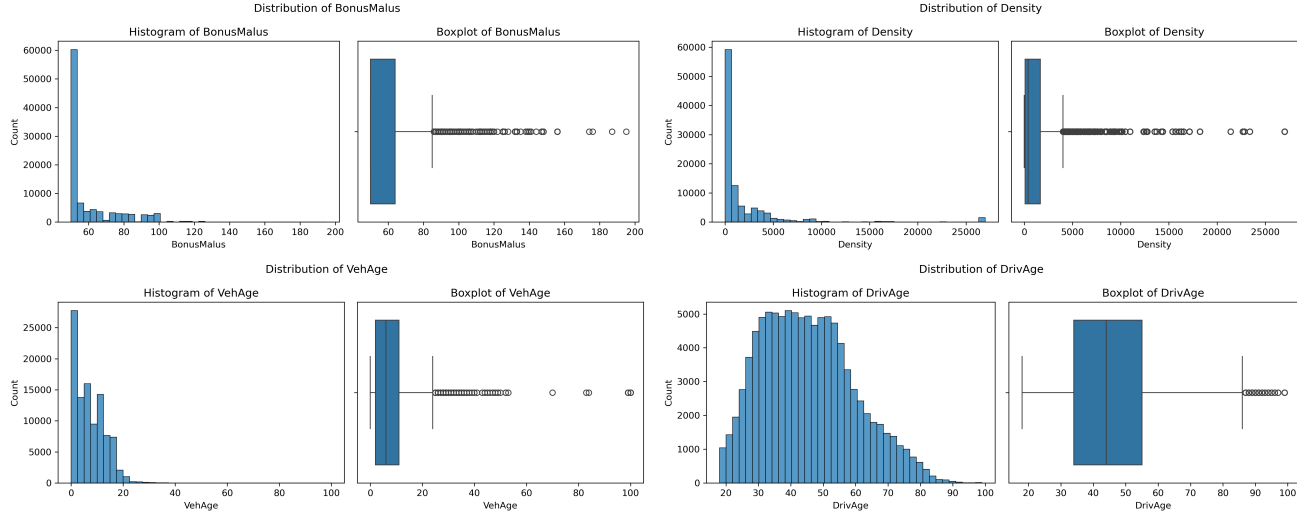 Distribution of BonusMalus
Histogram of BonusMalus
Boxplot of BonusMalus
60000
50000
40000
30000
20000
10000
0
Count
60 80 100 120 140 160 180 200
BonusMalus
60 80 100 120 140 160 180 200
BonusMalus
Distribution of Density
Histogram of Density
Boxplot of Density
60000
50000
40000
30000
20000
10000
0
Count
0 5000 10000 15000 20000 25000
Density
0 5000 10000 15000 20000 25000
Density
Distribution of VehAge
Histogram of VehAge
Boxplot of VehAge
25000
20000
15000
10000
5000
0
Count
0 20 40 60 80 100
VehAge
0 20 40 60 80 100
VehAge
Distribution of DrivAge
Histogram of DrivAge
Boxplot of DrivAge
5000
4000
3000
2000
1000
0
Count
20 30 40 50 60 70 80 90 100
DrivAge
20 30 40 50 60 70 80 90 100
DrivAge